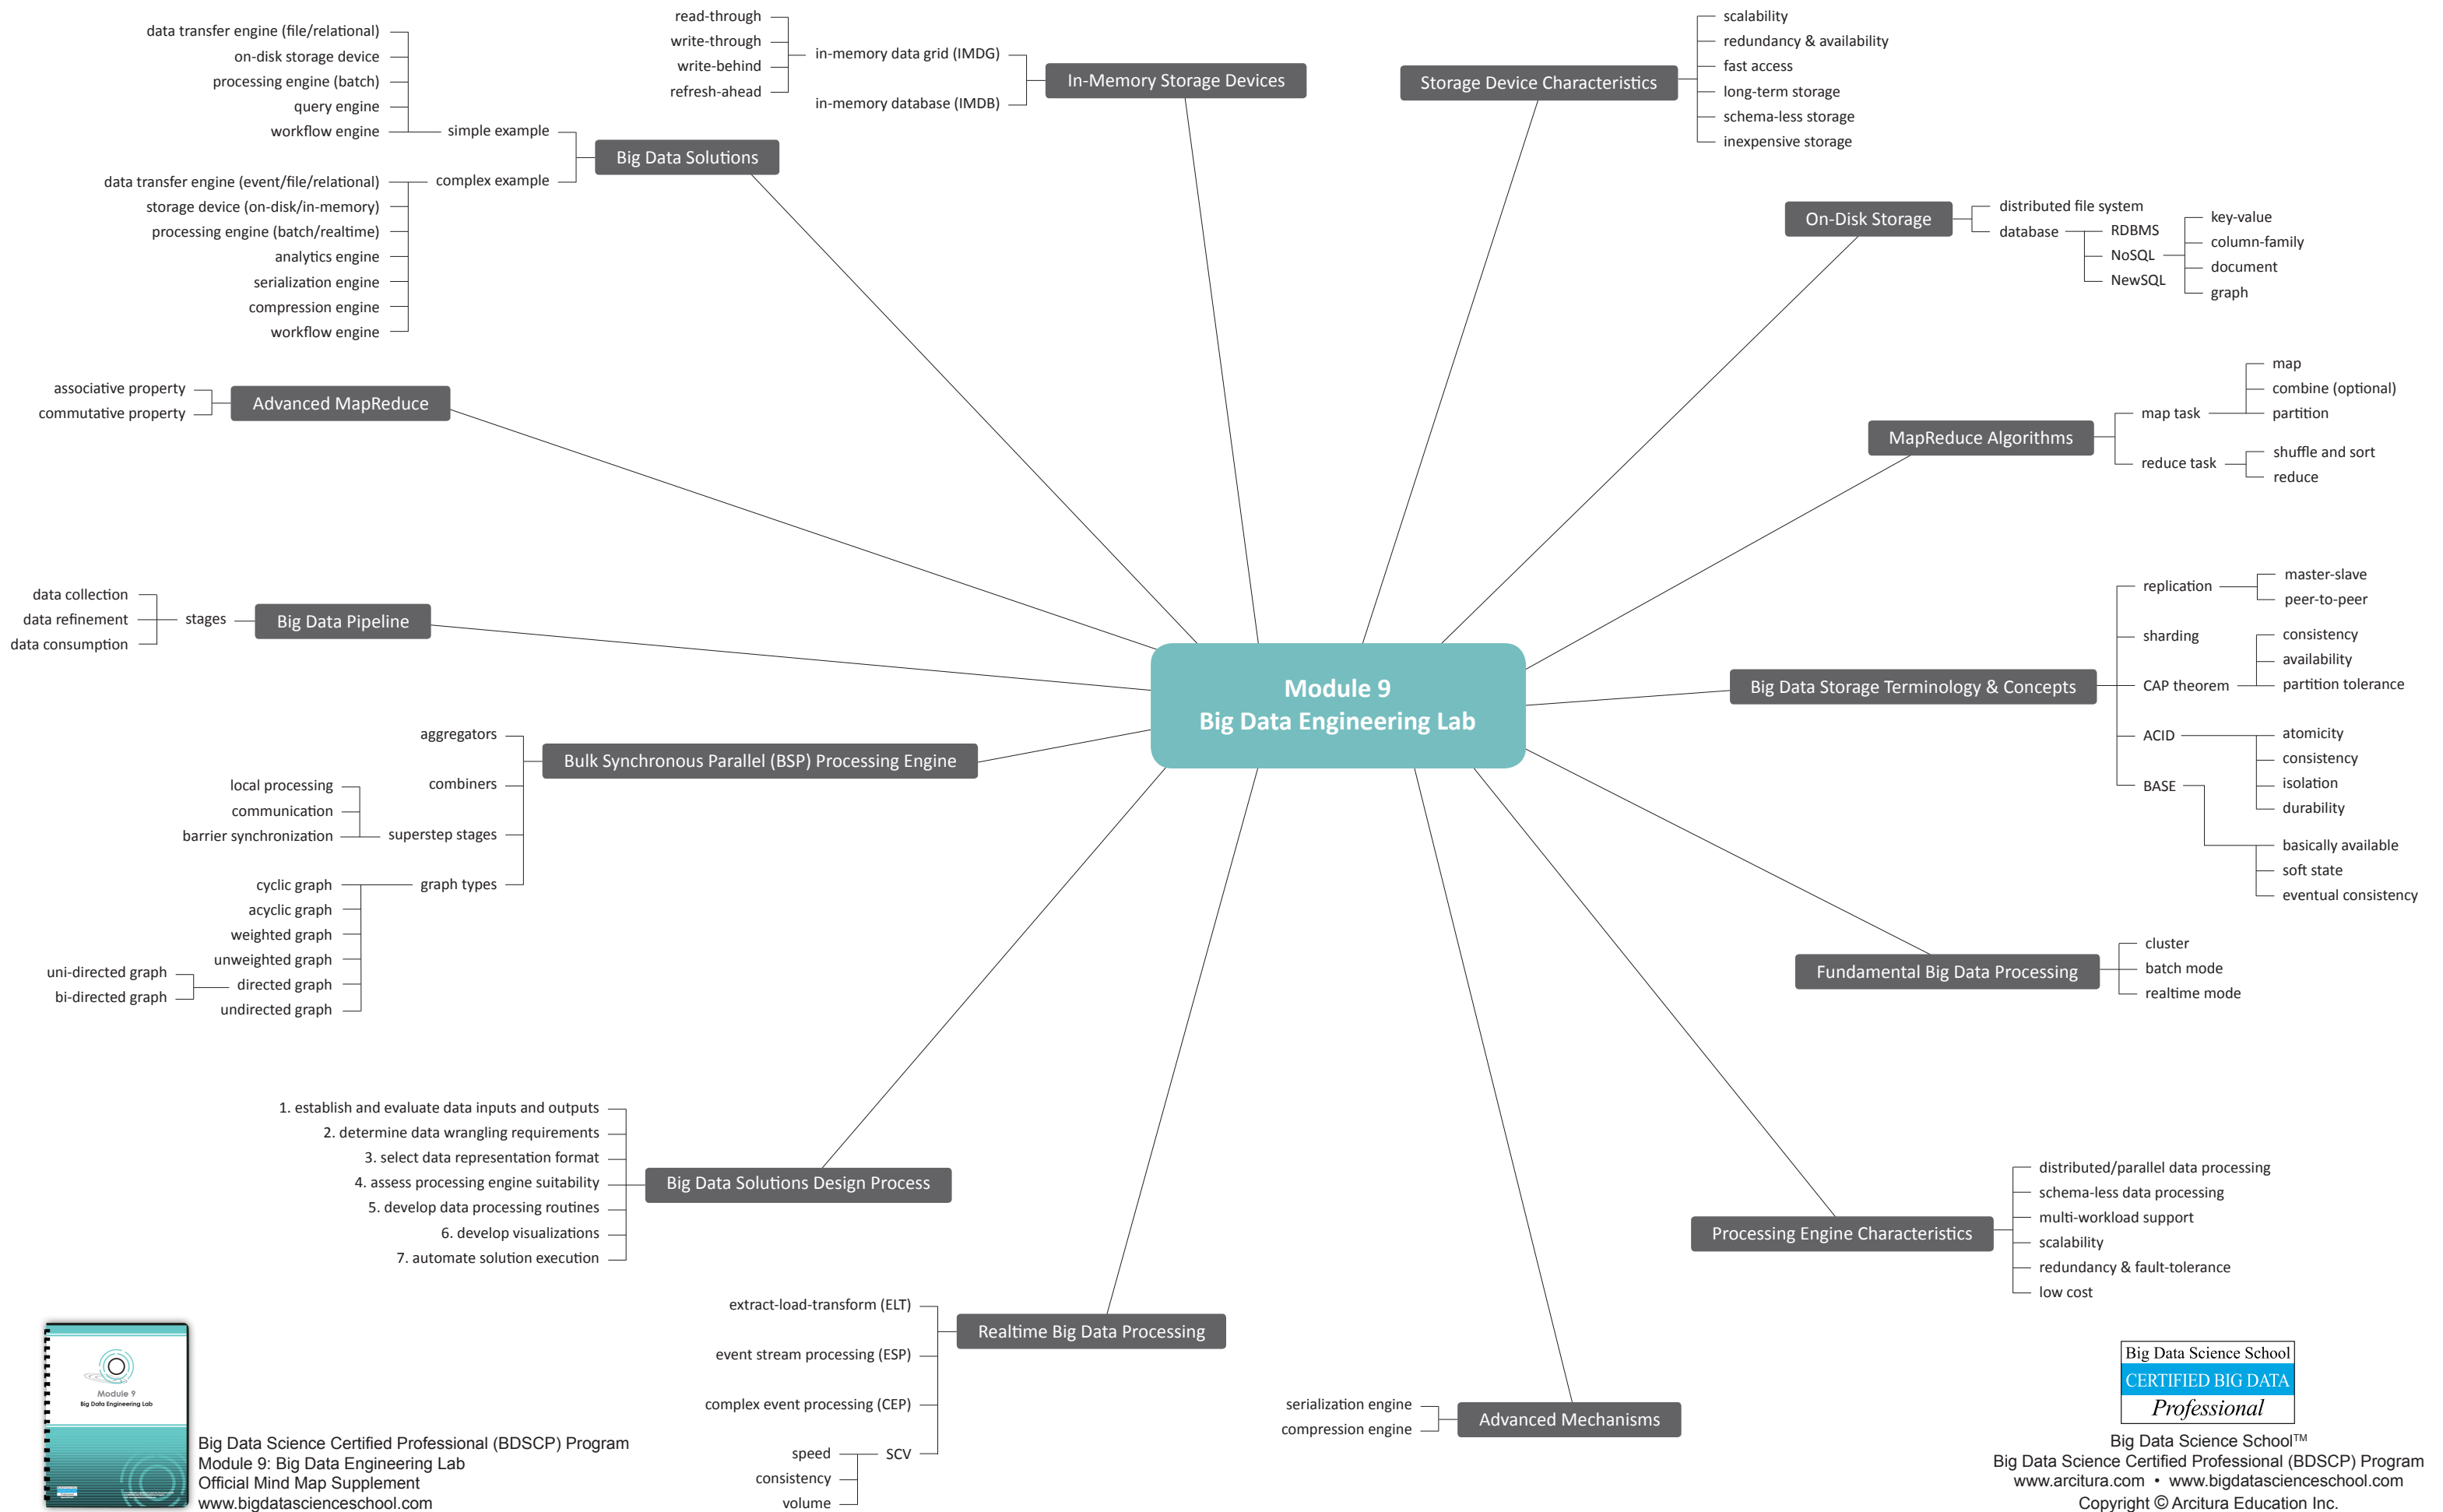 data transfer engine (file/relational)
on-disk storage device
processing engine (batch)
query engine
workflow engine
simple example
data transfer engine (event/file/relational)
storage device (on-disk/in-memory)
processing engine (batch/realtime)
analytics engine
serialization engine
compression engine
workflow engine
complex example
Big Data Solutions
read-through
write-through
write-behind
refresh-ahead
in-memory data grid (IMDG)
in-memory database (IMDB)
In-Memory Storage Devices
Storage Device Characteristics
scalability
redundancy & availability
fast access
long-term storage
schema-less storage
inexpensive storage
On-Disk Storage
distributed file system
database
RDBMS
NoSQL
NewSQL
key-value
column-family
document
graph
associative property
commutative property
Advanced MapReduce
MapReduce Algorithms
map task
map
combine (optional)
partition
reduce task
shuffle and sort
reduce
data collection
data refinement
data consumption
stages
Big Data Pipeline
Module 9
Big Data Engineering Lab
Big Data Storage Terminology & Concepts
replication
master-slave
peer-to-peer
sharding
CAP theorem
consistency
availability
partition tolerance
ACID
atomicity
consistency
isolation
durability
BASE
basically available
soft state
eventual consistency
aggregators
combiners
local processing
communication
barrier synchronization
superstep stages
cyclic graph
acyclic graph
weighted graph
unweighted graph
directed graph
undirected graph
uni-directed graph
bi-directed graph
graph types
Bulk Synchronous Parallel (BSP) Processing Engine
Fundamental Big Data Processing
cluster
batch mode
realtime mode
1. establish and evaluate data inputs and outputs
2. determine data wrangling requirements
3. select data representation format
4. assess processing engine suitability
5. develop data processing routines
6. develop visualizations
7. automate solution execution
Big Data Solutions Design Process
Processing Engine Characteristics
distributed/parallel data processing
schema-less data processing
multi-workload support
scalability
redundancy & fault-tolerance
low cost
extract-load-transform (ELT)
event stream processing (ESP)
complex event processing (CEP)
SCV
speed
consistency
volume
Realtime Big Data Processing
serialization engine
compression engine
Advanced Mechanisms
Module 9
Big Data Engineering Lab
Big Data Science Certified Professional (BDSCP) Program
Module 9: Big Data Engineering Lab
Official Mind Map Supplement
www.bigdatascienceschool.com
Big Data Science School
CERTIFIED BIG DATA
Professional
Big Data Science School™
Big Data Science Certified Professional (BDSCP) Program
www.arcitura.com • www.bigdatascienceschool.com
Copyright © Arcitura Education Inc.